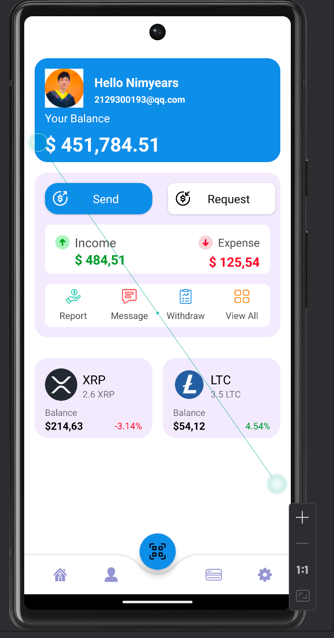 Hello Nimyears
2129300193@qq.com
Your Balance
$ 451,784.51
Send
Request
Income
Expense
$ 484,51
$ 125,54
Report
Message
Withdraw
View All
XRP
2.6 XRP
LTC
3.5 LTC
Balance
$214,63
-3.14%
Balance
$54,12
4.54%
1:1